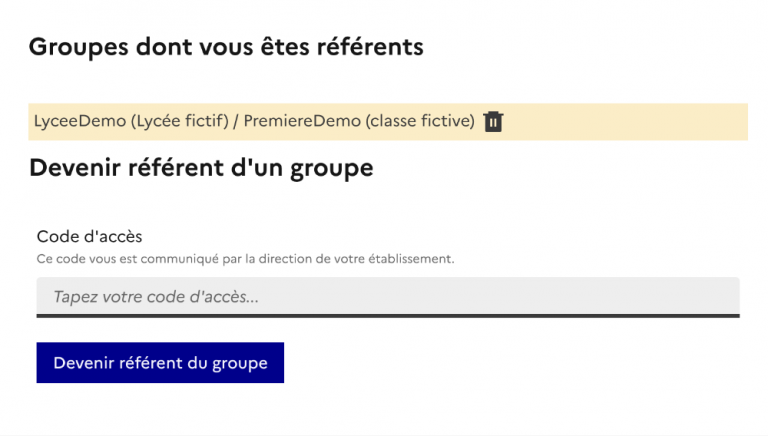 Groupes dont vous êtes référents
LyceeDemo (Lycée fictif) / PremiereDemo (classe fictive)
Devenir référent d'un groupe
Code d'accès
Ce code vous est communiqué par la direction de votre établissement.
Tapez votre code d'accès...
Devenir référent du groupe